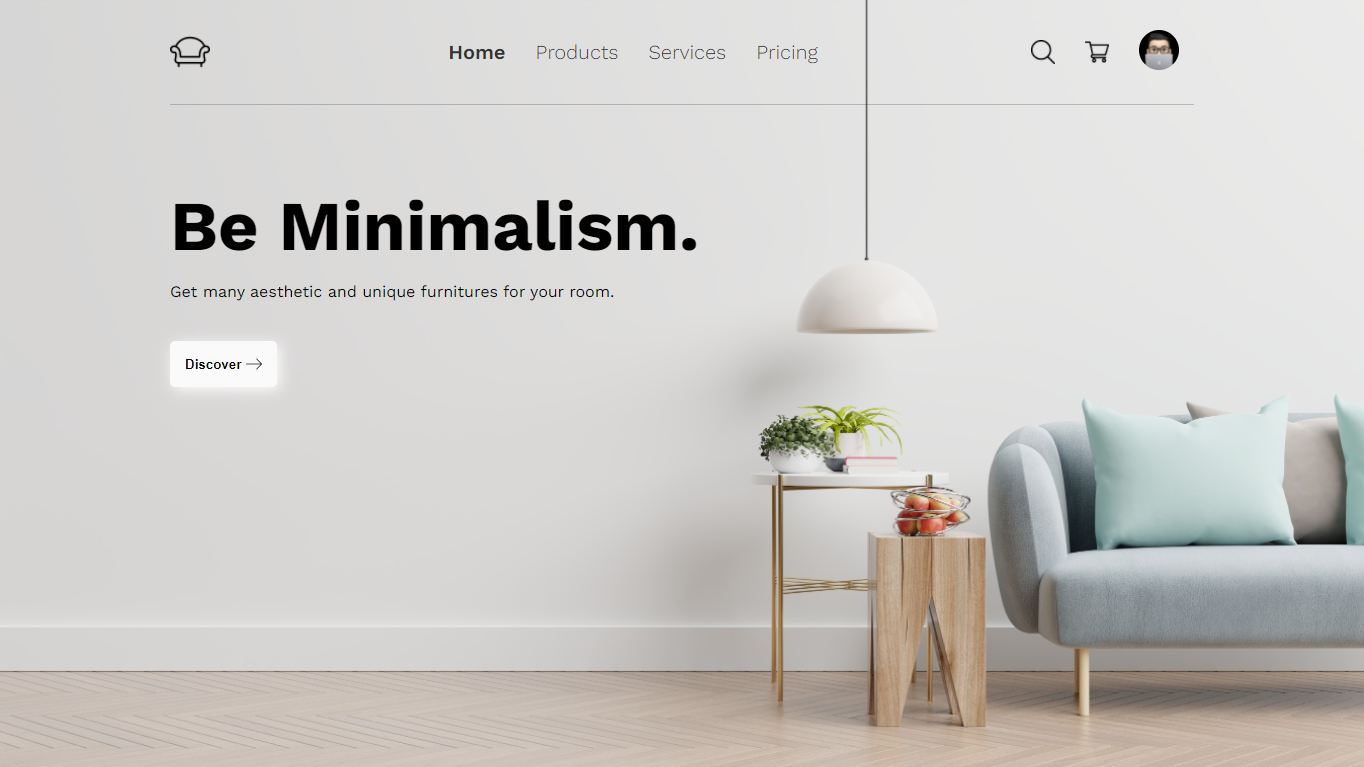 Home Products Services Pricing
Be Minimalism.
Get many aesthetic and unique furnitures for your room.
Discover